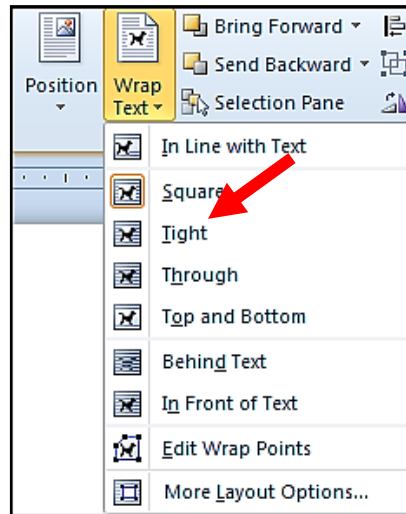 Bring Forward
Send Backward
Position
Wrap
Text
Selection Pane
In Line with Text
Square
Tight
Through
Top and Bottom
Behind Text
In Front of Text
Edit Wrap Points
More Layout Options...